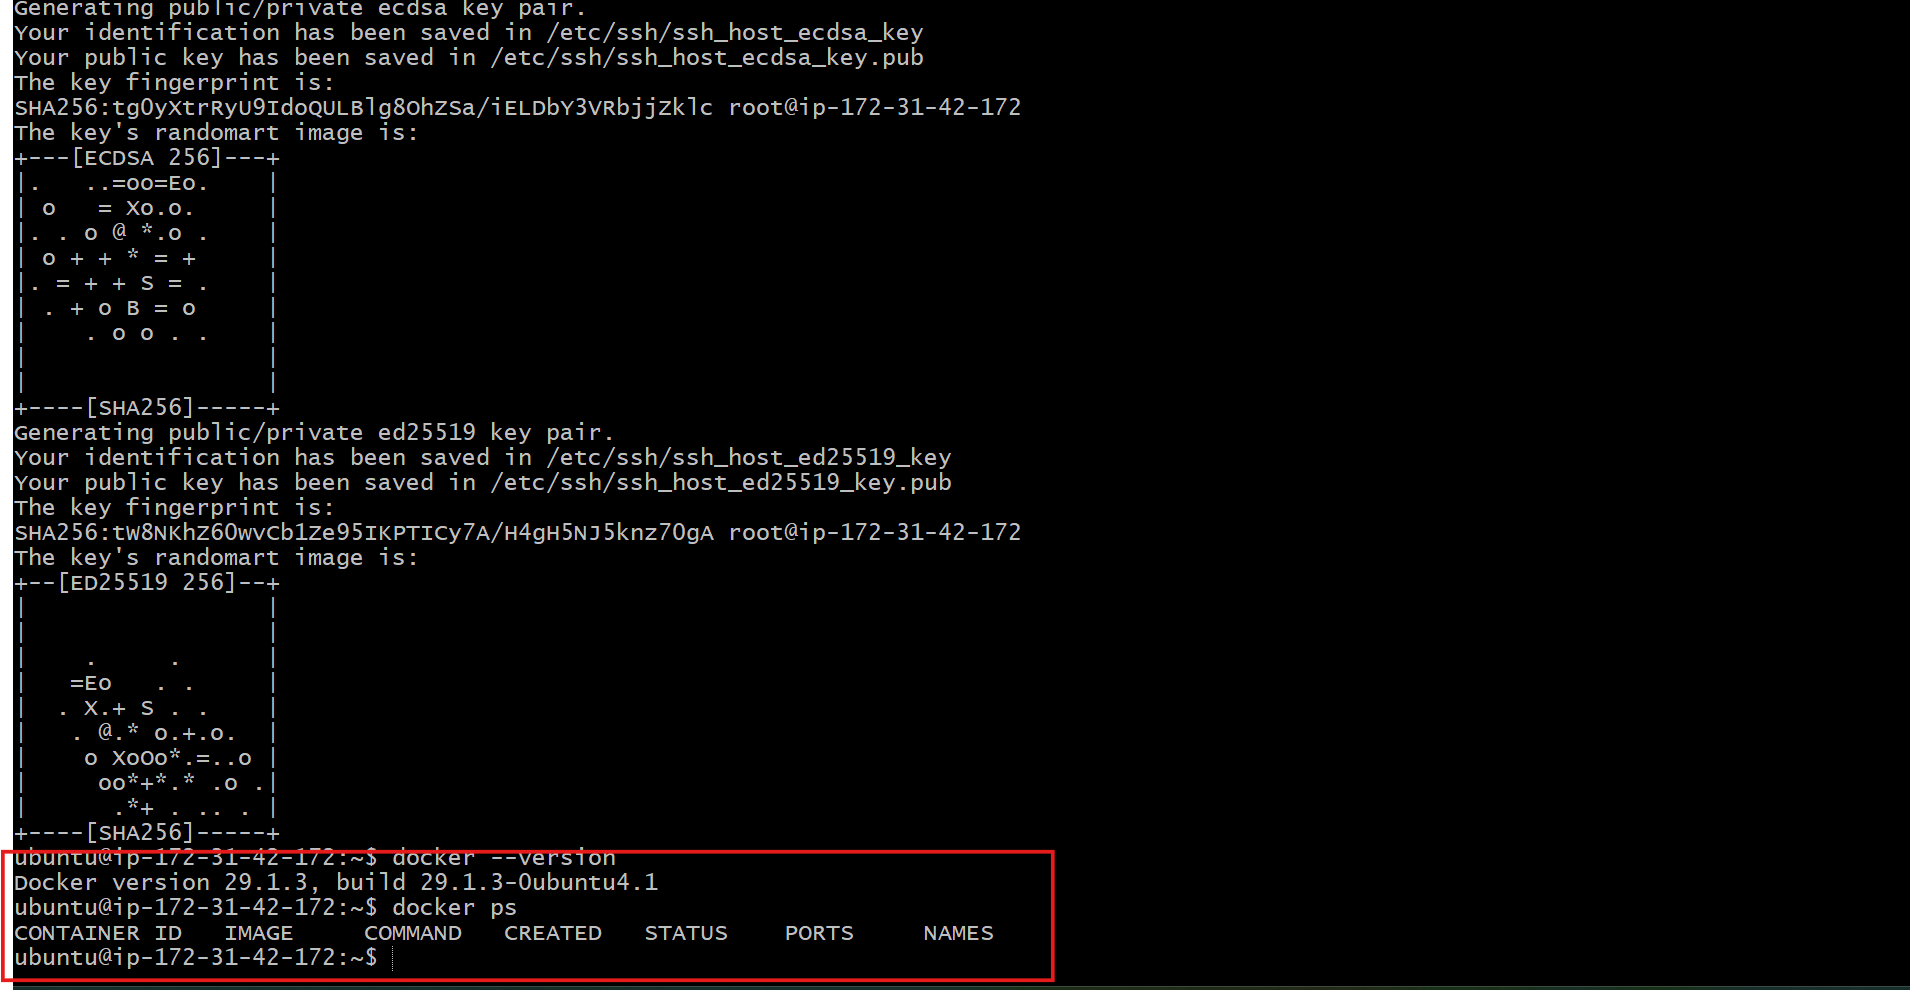 Generating public/private ecdsa key pair.
Your identification has been saved in /etc/ssh/ssh_host_ecdsa_key
Your public key has been saved in /etc/ssh/ssh_host_ecdsa_key.pub
The key fingerprint is:
SHA256:tgOyXtrRyU9IdoQULBlg8OhZSa/iELDbY3VRbjjZklc root@ip-172-31-42-172
The key's randomart image is:
+---[ECDSA 256]---+
|.   ..=oo=Eo.    |
| o   = Xo.o.     |
|. . o @ *.o .    |
| o + + * = +     |
|. = + + S = .    |
| . + o B = o     |
|    . o o . .    |
|                 |
|                 |
+----[SHA256]-----+
Generating public/private ed25519 key pair.
Your identification has been saved in /etc/ssh/ssh_host_ed25519_key
Your public key has been saved in /etc/ssh/ssh_host_ed25519_key.pub
The key fingerprint is:
SHA256:tW8NKhZ6OwvCb1Ze95IKPTICy7A/H4gH5NJ5knz7OgA root@ip-172-31-42-172
The key's randomart image is:
+--[ED25519 256]--+
|                 |
|                 |
|    .     .      |
|   =Eo   . .     |
|  . X.+ S . .    |
|   . @.* o.+.o.  |
|    o XoOo*.=..o |
|     oo*+*.* .o .|
|      .*+ . .. . |
+----[SHA256]-----+
ubuntu@ip-172-31-42-172:~$ docker --version
Docker version 29.1.3, build 29.1.3-0ubuntu4.1
ubuntu@ip-172-31-42-172:~$ docker ps
CONTAINER ID   IMAGE     COMMAND   CREATED   STATUS    PORTS     NAMES
ubuntu@ip-172-31-42-172:~$